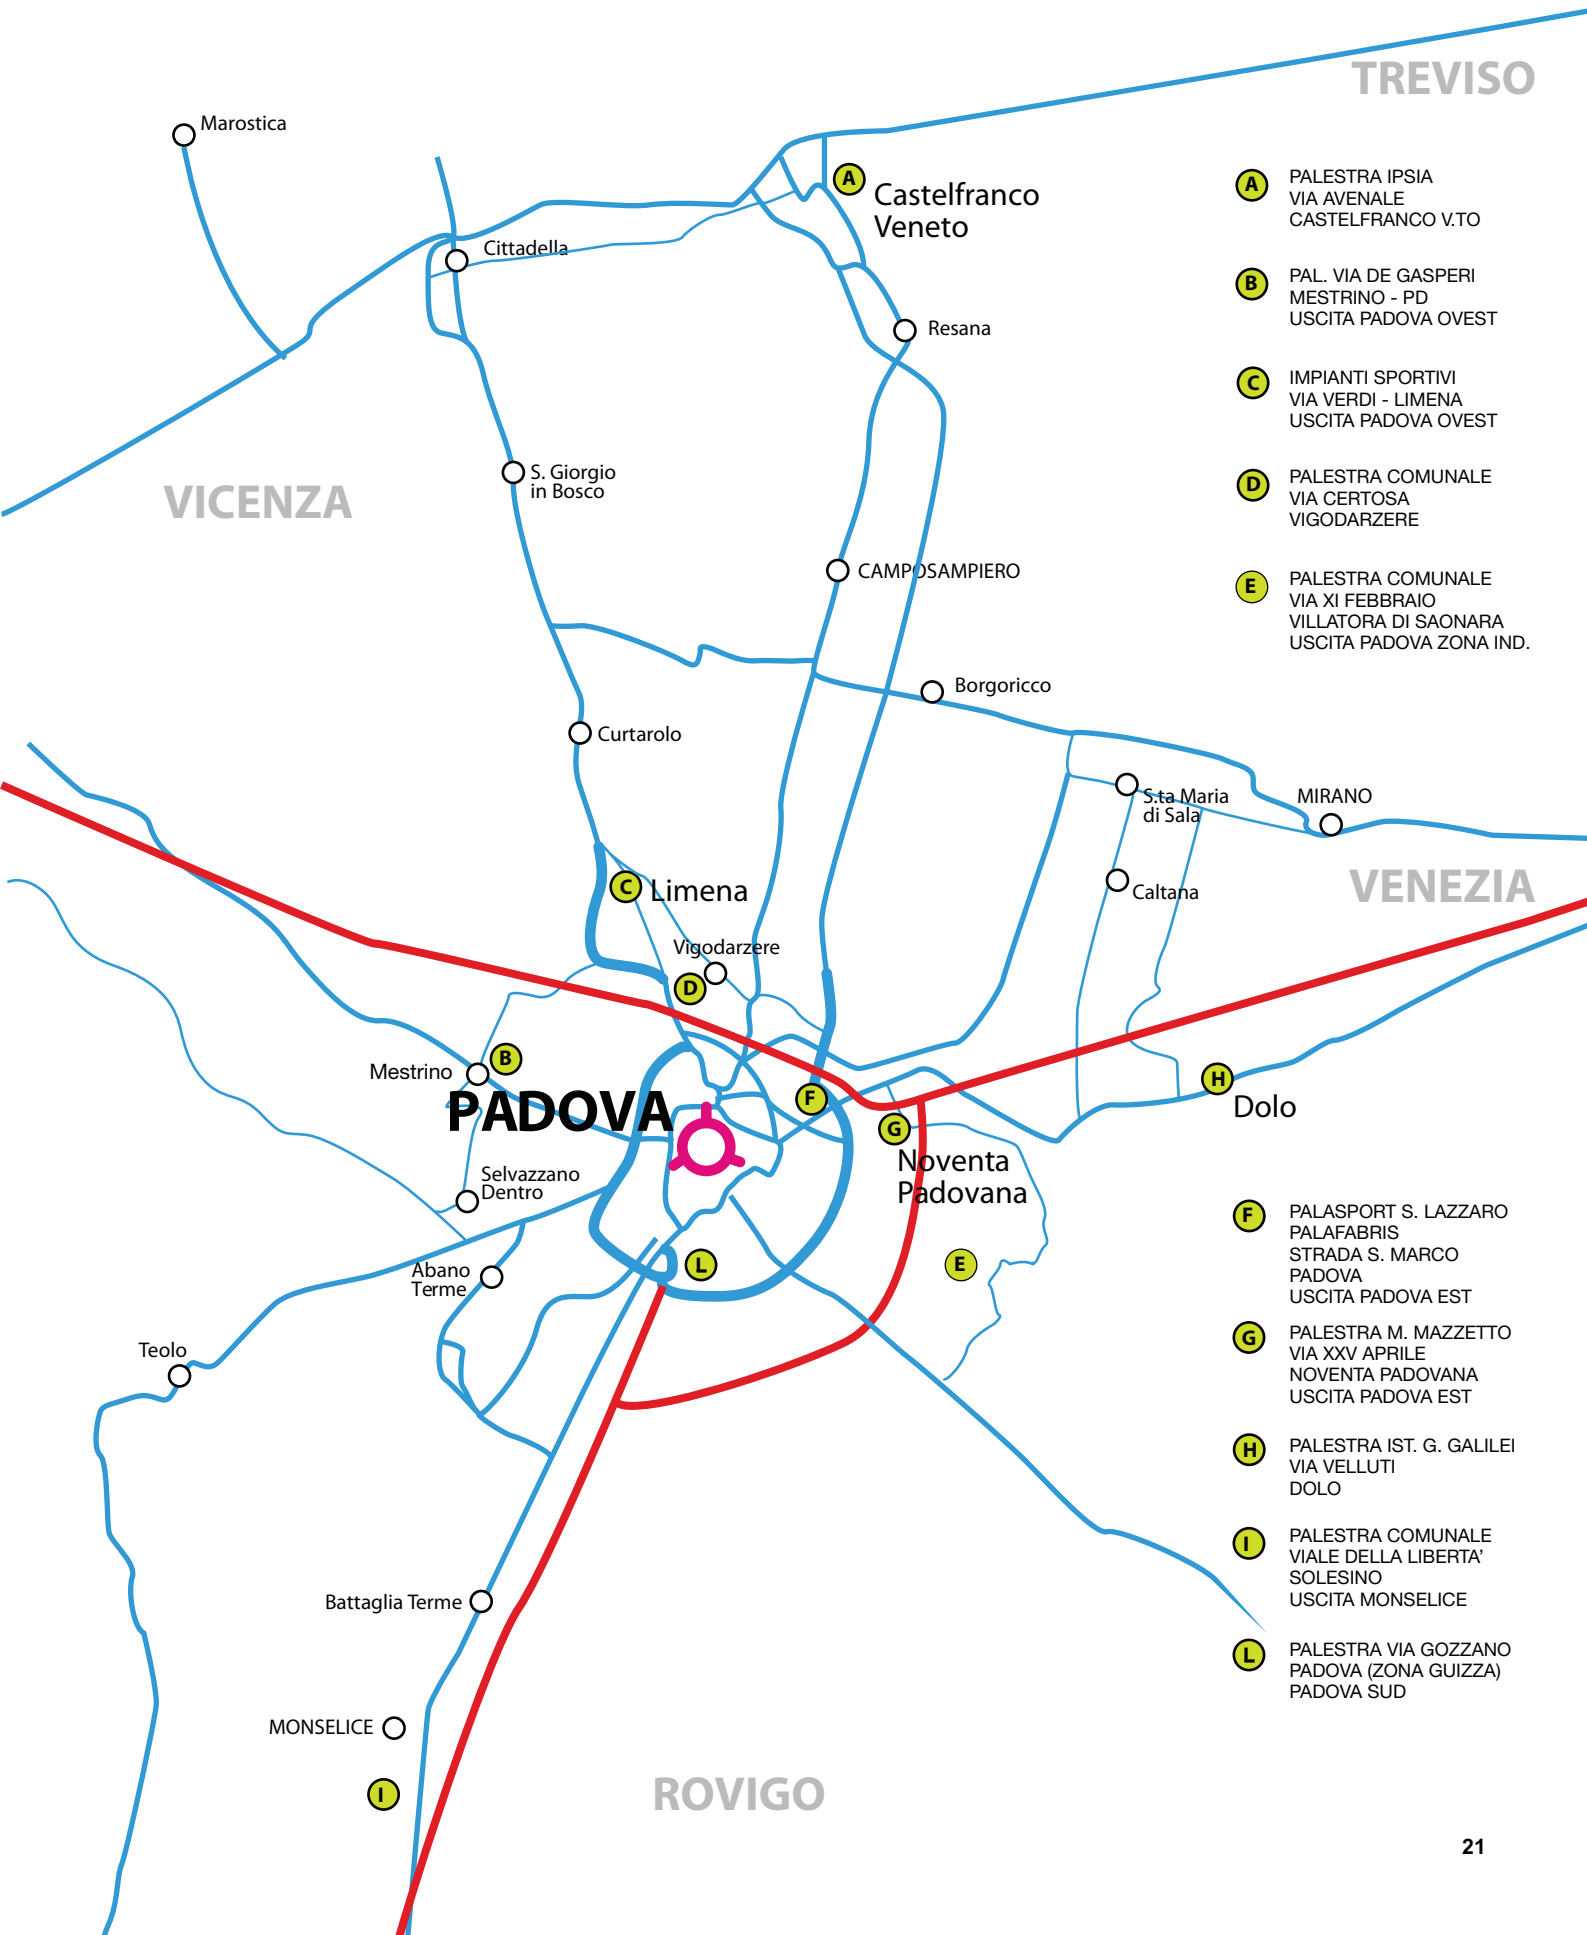 TREVISO
Marostica
A
Castelfranco
Veneto
Cittadella
Resana
A
PALESTRA IPSIA
VIA AVENALE
CASTELFRANCO V.TO
B
PAL. VIA DE GASPERI
MESTRINO - PD
USCITA PADOVA OVEST
C
IMPIANTI SPORTIVI
VIA VERDI - LIMENA
USCITA PADOVA OVEST
D
PALESTRA COMUNALE
VIA CERTOSA
VIGODARZERE
E
PALESTRA COMUNALE
VIA XI FEBBRAIO
VILLATORA DI SAONARA
USCITA PADOVA ZONA IND.
VICENZA
S. Giorgio
in Bosco
CAMPOSAMPIERO
Borgoricco
Curtarolo
S.ta Maria
di Sala
MIRANO
VENEZIA
C
Limena
Caltana
Vigodarzere
D
Mestrino
B
PADOVA
F
G
Noventa
Padovana
H
Dolo
Selvazzano
Dentro
L
E
Abano
Terme
Teolo
F
PALASPORT S. LAZZARO
PALAFABRIS
STRADA S. MARCO
PADOVA
USCITA PADOVA EST
G
PALESTRA M. MAZZETTO
VIA XXV APRILE
NOVENTA PADOVANA
USCITA PADOVA EST
H
PALESTRA IST. G. GALILEI
VIA VELLUTI
DOLO
I
PALESTRA COMUNALE
VIALE DELLA LIBERTA’
SOLESINO
USCITA MONSELICE
L
PALESTRA VIA GOZZANO
PADOVA (ZONA GUIZZA)
PADOVA SUD
Battaglia Terme
MONSELICE
I
ROVIGO
21